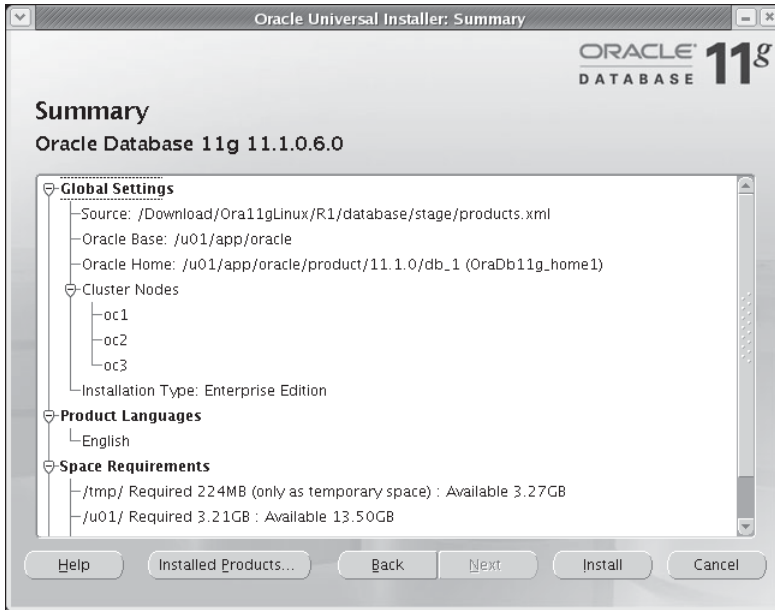 Oracle Universal Installer: Summary
ORACLE
DATABASE 11g
Summary
Oracle Database 11g 11.1.0.6.0
Global Settings
Source: /Download/Ora11gLinux/R1/database/stage/products.xml
Oracle Base: /u01/app/oracle
Oracle Home: /u01/app/oracle/product/11.1.0/db_1 (OraDb11g_home1)
Cluster Nodes
oc1
oc2
oc3
Installation Type: Enterprise Edition
Product Languages
English
Space Requirements
/tmp/ Required 224MB (only as temporary space) : Available 3.27GB
/u01/ Required 3.21GB : Available 13.50GB
Help Installed Products... Back Next Install Cancel